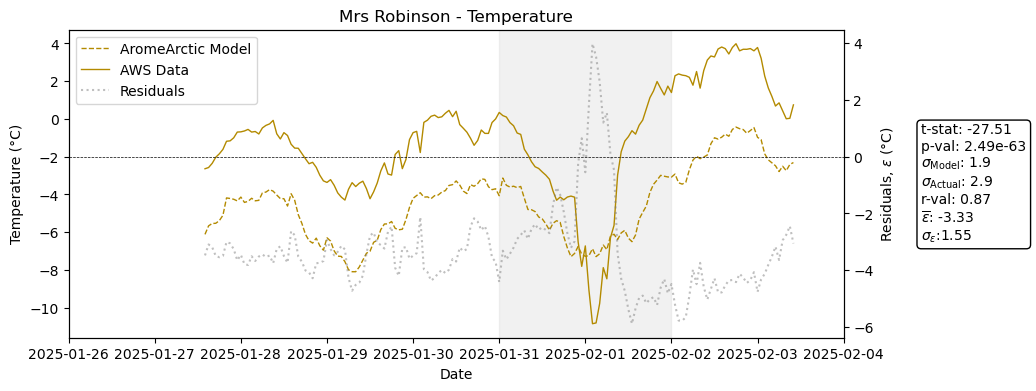 Mrs Robinson - Temperature
AromeArctic Model
AWS Data
Residuals
4
2
0
−2
−4
−6
−8
−10
Temperature (°C)
4
2
0
−2
−4
−6
Residuals, ε (°C)
2025-01-26 2025-01-27 2025-01-28 2025-01-29 2025-01-30 2025-01-31 2025-02-01 2025-02-02 2025-02-03 2025-02-04
Date
t-stat: -27.51
p-val: 2.49e-63
σModel: 1.9
σActual: 2.9
r-val: 0.87
ε̅: -3.33
σε:1.55